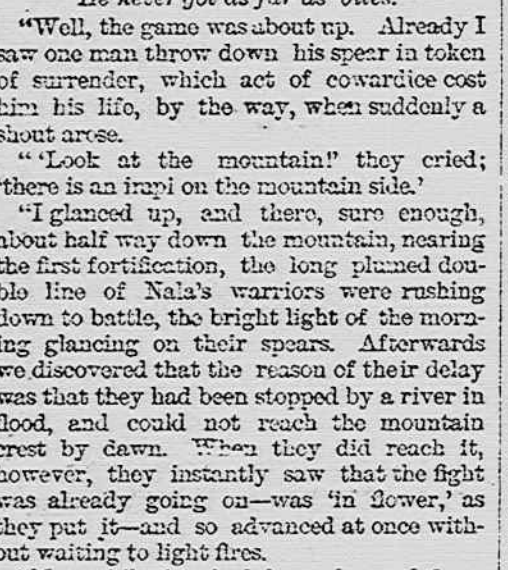 He never got as far as ones.
"Well, the game was about up. Already I
saw one man throw down his spear in token
of surrender, which act of cowardice cost
him his life, by the way, when suddenly a
shout arose.
" 'Look at the mountain!' they cried;
'there is an impi on the mountain side.'
"I glanced up, and there, sure enough,
about half way down the mountain, nearing
the first fortification, the long plumed dou-
ble line of Nala's warriors were rushing
down to battle, the bright light of the morn-
ing glancing on their spears. Afterwards
we discovered that the reason of their delay
was that they had been stopped by a river in
flood, and could not reach the mountain
crest by dawn. When they did reach it,
however, they instantly saw that the fight
was already going on—was 'in flower,' as
they put it—and so advanced at once with-
out waiting to light fires.